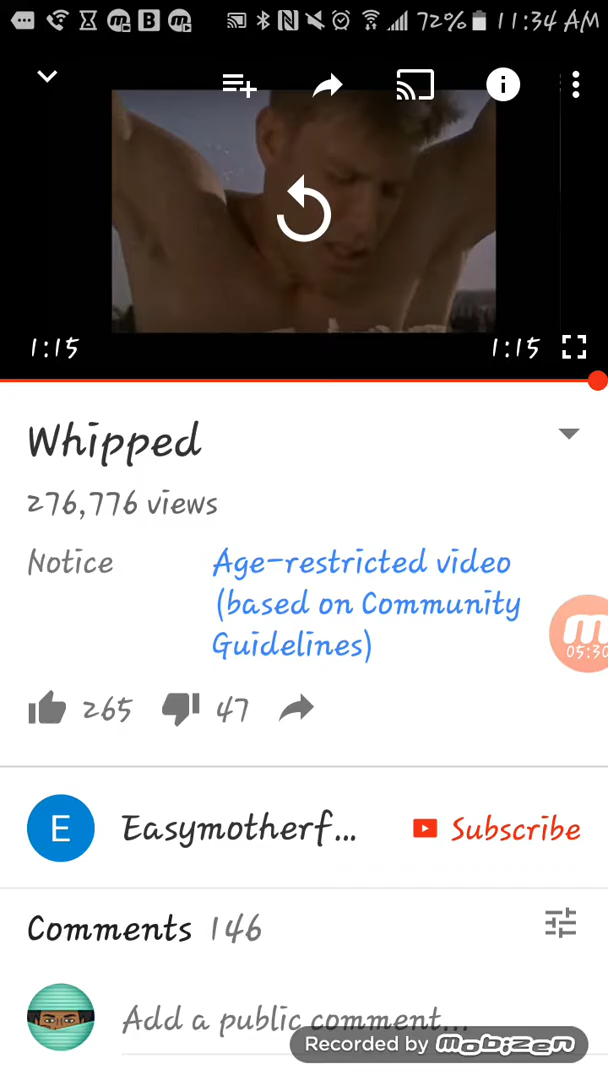 72% 11:34 AM
1:15 1:15
Whipped
276,776 views
Notice Age-restricted video
(based on Community
Guidelines)
05:30
265 47
E Easymotherf... Subscribe
Comments 146
Add a public comment...
Recorded by mobizen